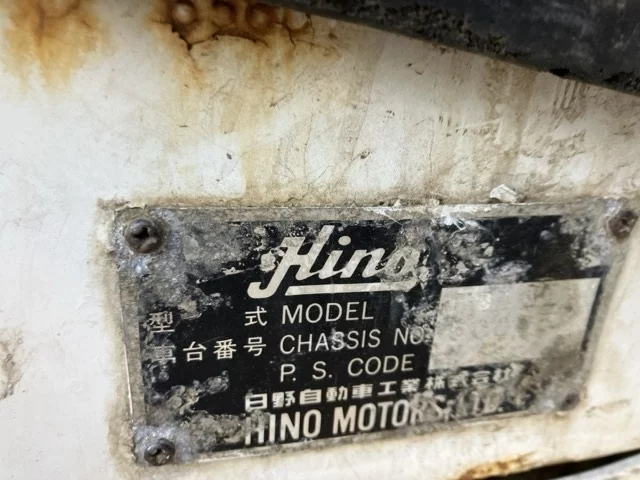 Hino
型 式 MODEL
車台番号 CHASSIS NO.
P. S. CODE
日野自動車工業株式会社
HINO MOTORS, LTD.